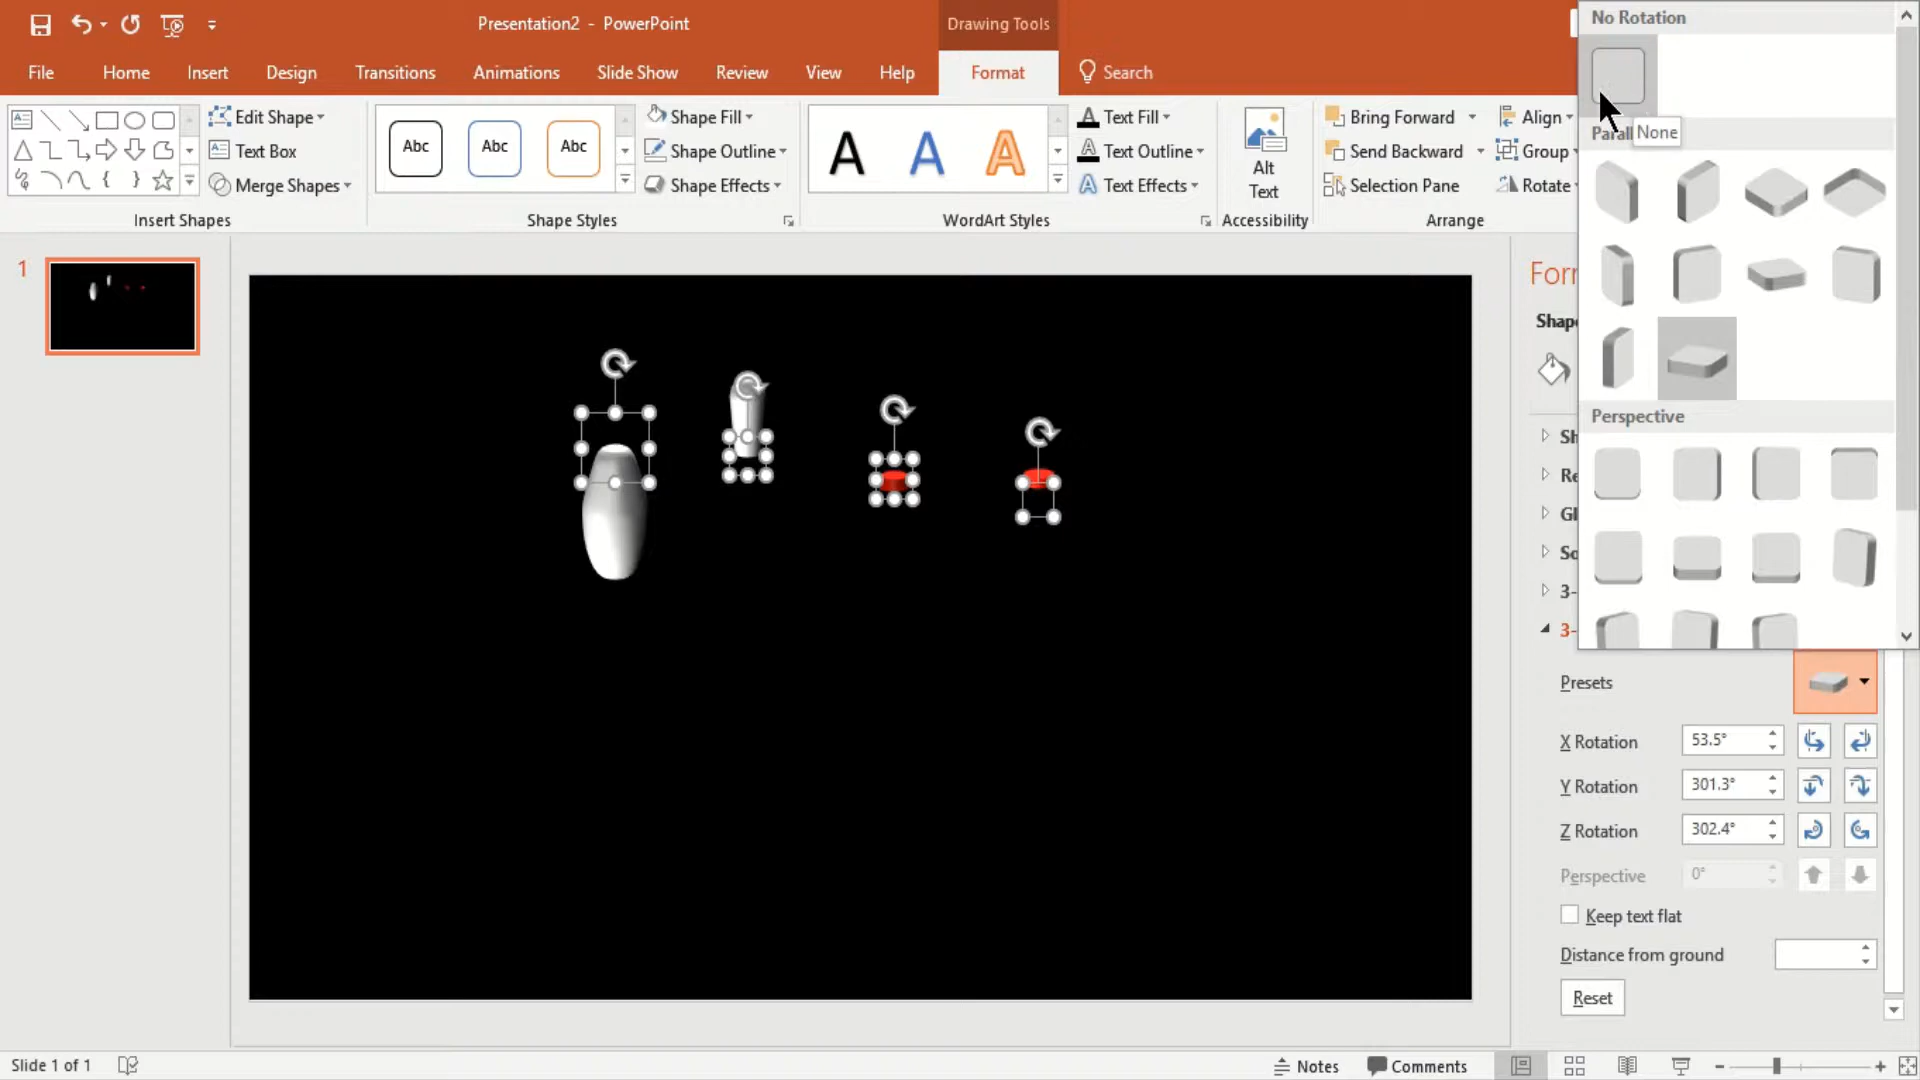 Presentation2 - PowerPoint
Drawing Tools
No Rotation
File
Home
Insert
Design
Transitions
Animations
Slide Show
Review
View
Help
Format
Search
None
Edit Shape
Text Box
Merge Shapes
Insert Shapes
Abc
Abc
Abc
Shape Fill
Shape Outline
Shape Effects
Shape Styles
A
A
A
Text Fill
Text Outline
Text Effects
WordArt Styles
Alt
Text
Accessibility
Bring Forward
Send Backward
Selection Pane
Align
Group
Rotate
Arrange
1
Perspective
Presets
X Rotation 53.5°
Y Rotation 301.3°
Z Rotation 302.4°
Perspective 0°
Keep text flat
Distance from ground
Reset
Slide 1 of 1
Notes
Comments